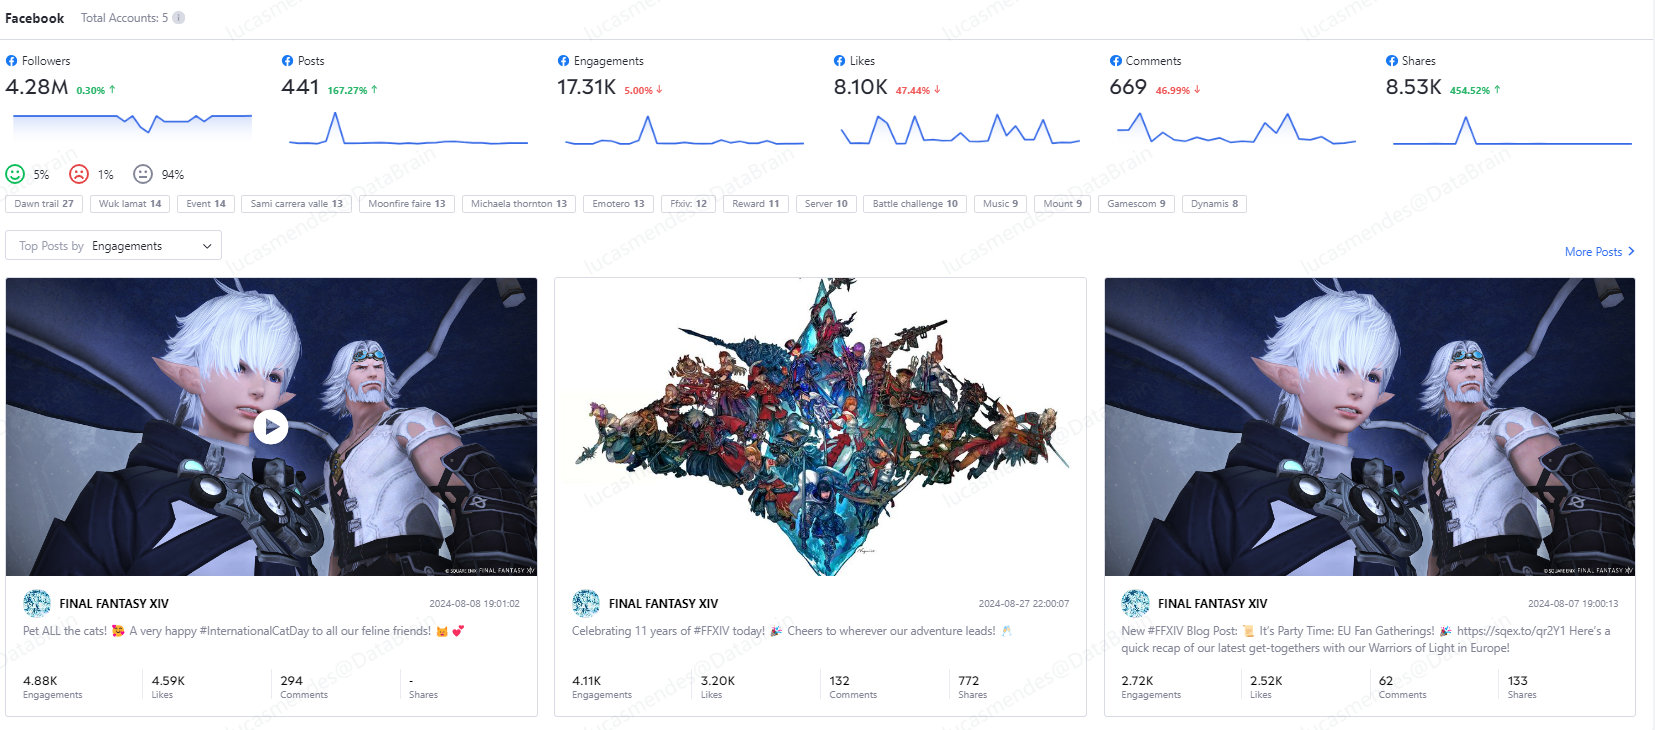 Facebook Total Accounts: 5
Followers
4.28M 0.30% ↑
Posts
441 167.27% ↑
Engagements
17.31K 5.00% ↓
Likes
8.10K 47.44% ↓
Comments
669 46.99% ↓
Shares
8.53K 454.52% ↑
5% 1% 94%
Dawn trail 27 Wuk lamat 14 Event 14 Sami carrera valle 13 Moonfire faire 13 Michaela thornton 13 Emotero 13 Ffxiv: 12 Reward 11 Server 10 Battle challenge 10 Music 9 Mount 9 Gamescom 9 Dynamis 8
Top Posts by Engagements
More Posts
© SQUARE ENIX FINAL FANTASY XIV
FINAL FANTASY XIV 2024-08-08 19:01:02
Pet ALL the cats! 🥰 A very happy #InternationalCatDay to all our feline friends! 😺 💕
4.88K 4.59K 294 -
Engagements Likes Comments Shares
FINAL FANTASY XIV 2024-08-27 22:00:07
Celebrating 11 years of #FFXIV today! 🎉 Cheers to wherever our adventure leads! 🥂
4.11K 3.20K 132 772
Engagements Likes Comments Shares
© SQUARE ENIX FINAL FANTASY XIV
FINAL FANTASY XIV 2024-08-07 19:00:13
New #FFXIV Blog Post: 📜 It's Party Time: EU Fan Gatherings! 🎉 https://sqex.to/qr2Y1 Here's a
quick recap of our latest get-togethers with our Warriors of Light in Europe!
2.72K 2.52K 62 133
Engagements Likes Comments Shares
lucasmendes@DataBrain